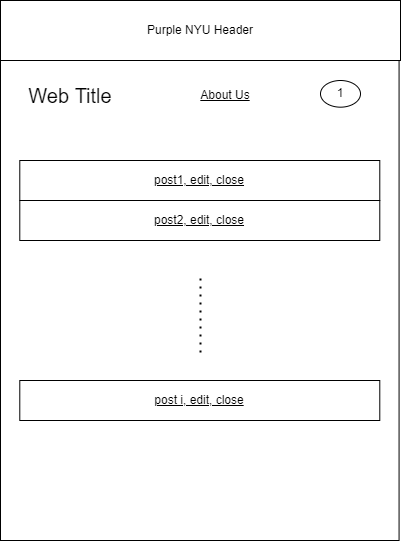 Purple NYU Header
Web Title
About Us
1
post1, edit, close
post2, edit, close
post i, edit, close